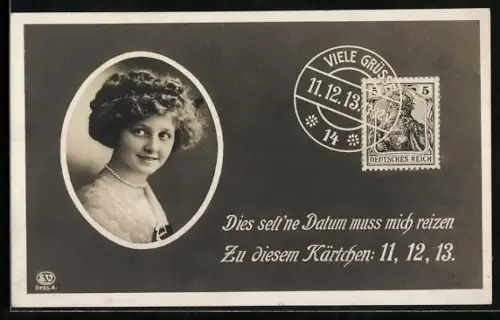 VIELE GRÜSSE
11.12.13.
14
5 5
DEUTSCHES REICH
Dies selt'ne Datum muss mich reizen
Zu diesem Kärtchen: 11, 12, 13.